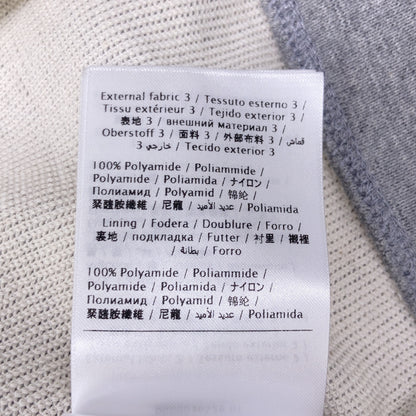 External fabric 3 / Tessuto esterno 3 /
Tissu extérieur 3 / Tejido exterior 3 /
表地 3 / внешний материал 3 /
Oberstoff 3 / 面料 3 / 外部布料 3 /
قماش خارجي 3 / Tecido exterior 3
100% Polyamide / Poliammide /
Polyamide / Poliamida / ナイロン /
Полиамид / Polyamid / 锦纶 /
聚醯胺纖維 / 尼龍 / عديد الأميد / Poliamida
Lining / Fodera / Doublure / Forro /
裏地 / подкладка / Futter / 衬里 / 襯裡
/ بطانة / Forro
100% Polyamide / Poliammide /
Polyamide / Poliamida / ナイロン /
Полиамид / Polyamid / 锦纶 /
聚醯胺纖維 / 尼龍 / عديد الأميد / Poliamida